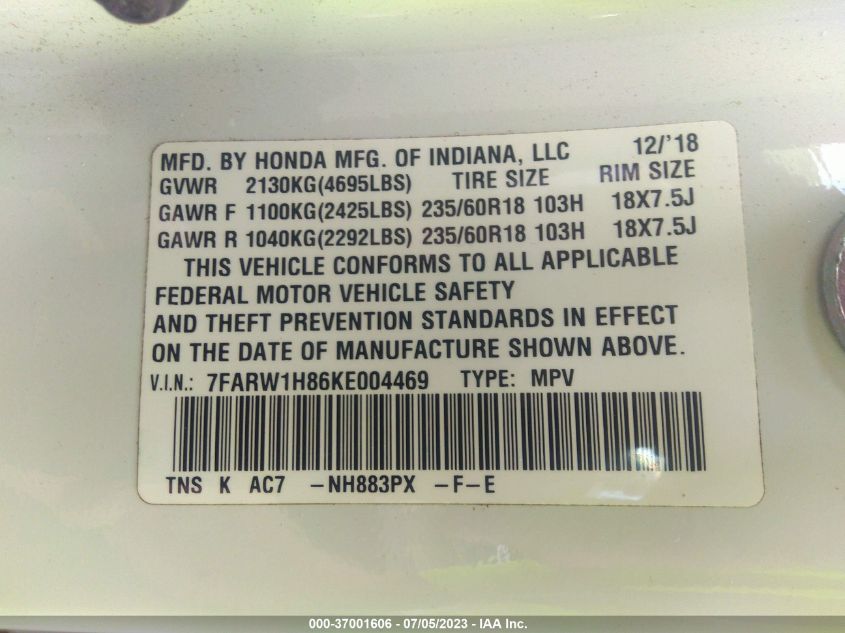 MFD. BY HONDA MFG. OF INDIANA, LLC 12/'18
GVWR 2130KG(4695LBS) TIRE SIZE RIM SIZE
GAWR F 1100KG(2425LBS) 235/60R18 103H 18X7.5J
GAWR R 1040KG(2292LBS) 235/60R18 103H 18X7.5J
THIS VEHICLE CONFORMS TO ALL APPLICABLE
FEDERAL MOTOR VEHICLE SAFETY
AND THEFT PREVENTION STANDARDS IN EFFECT
ON THE DATE OF MANUFACTURE SHOWN ABOVE.
V.I.N.: 7FARW1H86KE004469 TYPE: MPV
TNS K AC7 -NH883PX -F-E
000-37001606 - 07/05/2023 - IAA Inc.